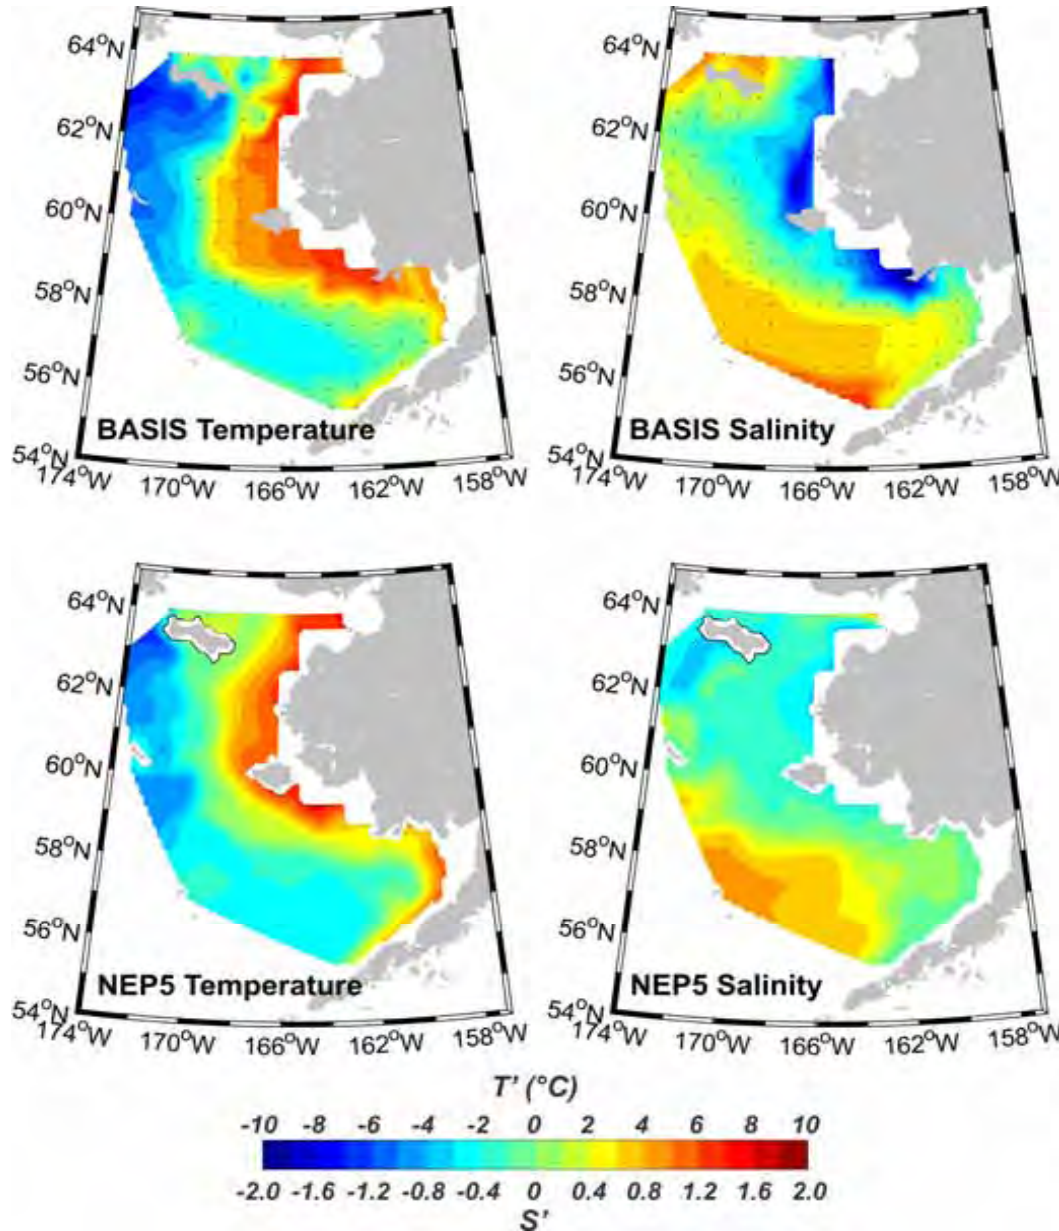 64°N
62°N
60°N
58°N
56°N
54°N
174°W 170°W 166°W 162°W 158°W
BASIS Temperature
64°N
62°N
60°N
58°N
56°N
54°N
174°W 170°W 166°W 162°W 158°W
BASIS Salinity
64°N
62°N
60°N
58°N
56°N
54°N
174°W 170°W 166°W 162°W 158°W
NEP5 Temperature
64°N
62°N
60°N
58°N
56°N
54°N
174°W 170°W 166°W 162°W 158°W
NEP5 Salinity
T' (°C)
-10 -8 -4 -2 0 2 4 6 8 10
-2.0 -1.6 -1.2 -0.8 -0.4 0 0.4 0.8 1.2 1.6 2.0
S'